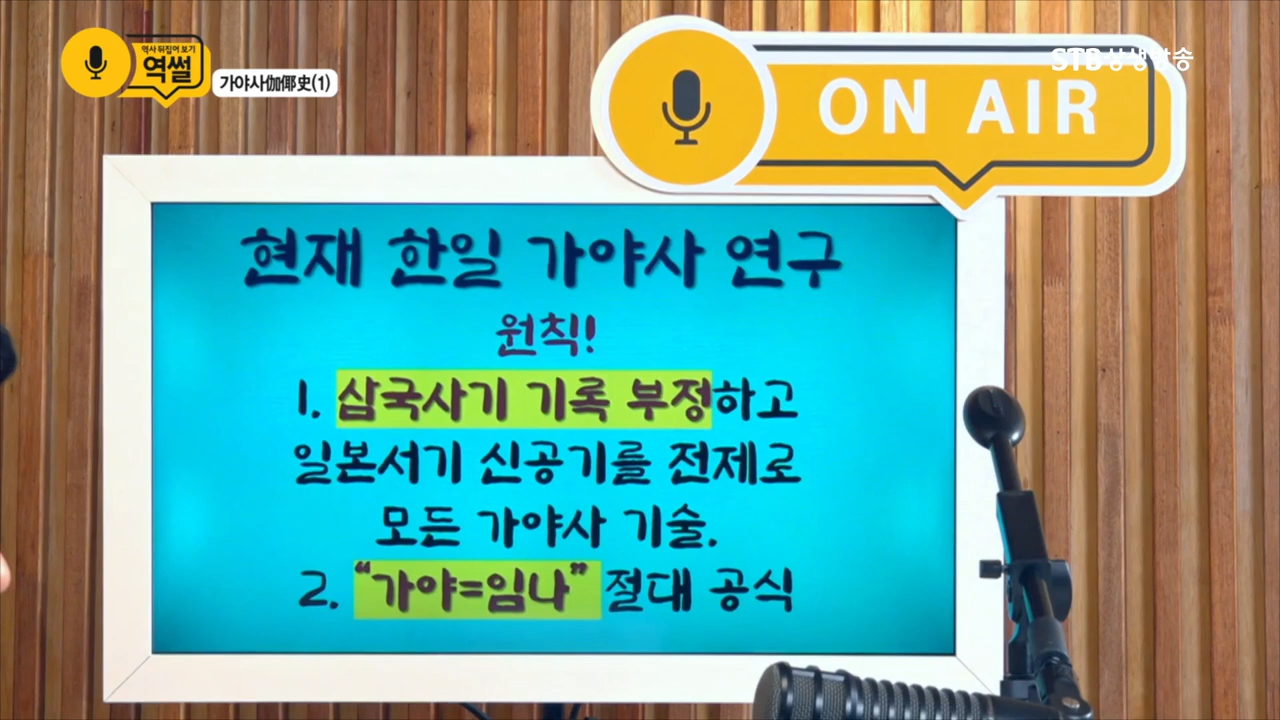 역사 뒤집어 보기
역썰
가야사伽倻史(1)
STB상생방송
ON AIR
현재 한일 가야사 연구
원칙!
1. 삼국사기 기록 부정하고
일본서기 신공기를 전제로
모든 가야사 기술.
2. “가야=임나” 절대 공식